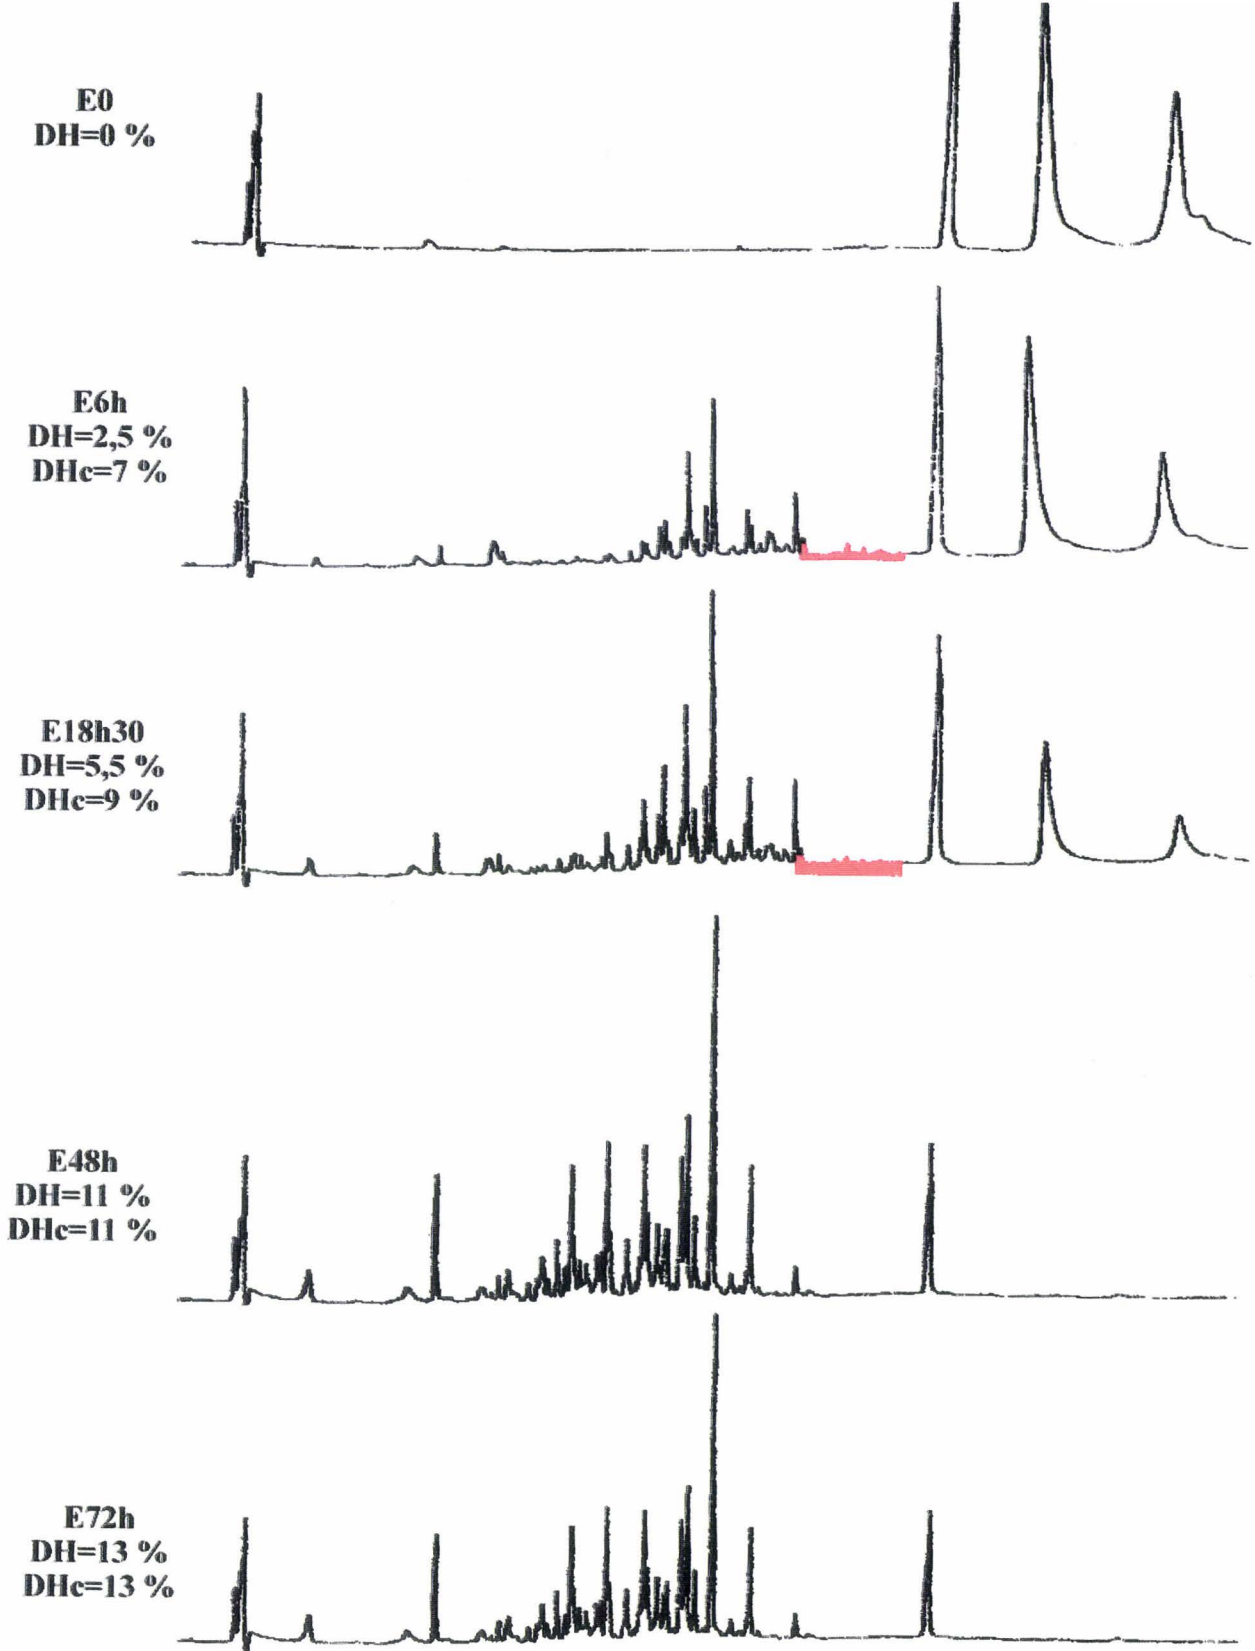 E0
DH=0 %
E6h
DH=2,5 %
DHc=7 %
E18h30
DH=5,5 %
DHc=9 %
E48h
DH=11 %
DHc=11 %
E72h
DH=13 %
DHc=13 %